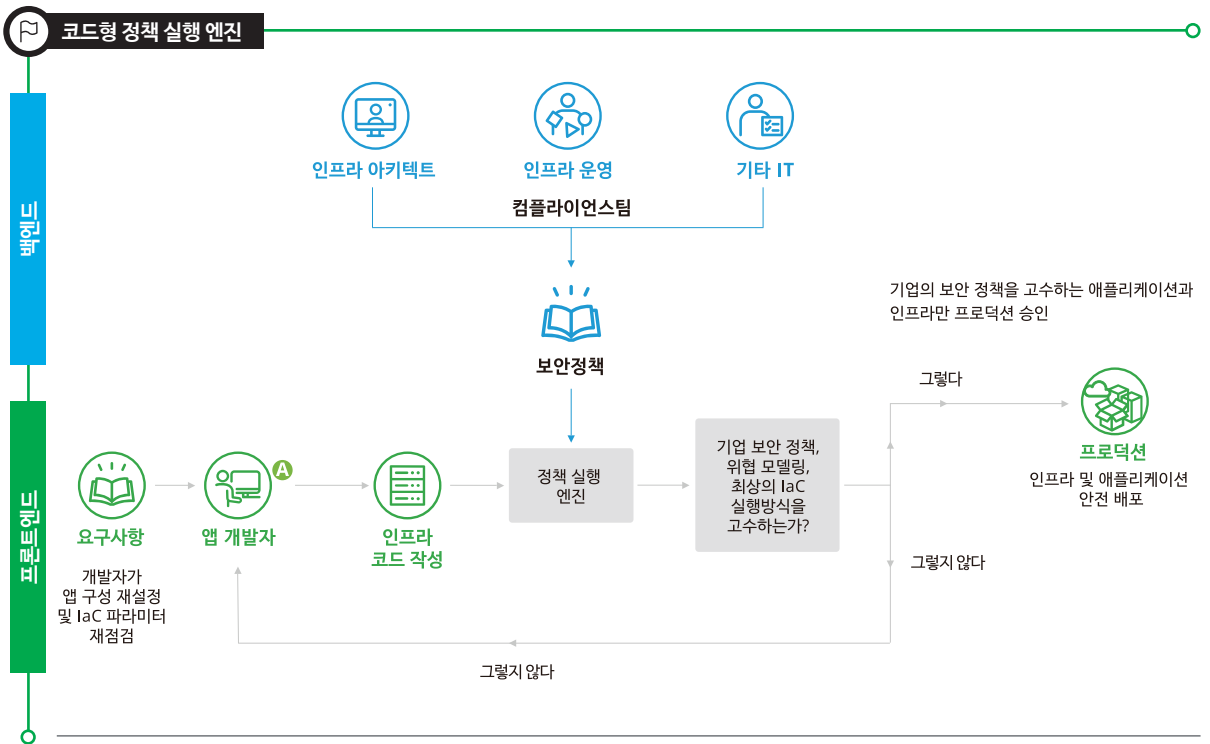 코드형 정책 실행 엔진
백엔드
인프라 아키텍트
인프라 운영
기타 IT
컴플라이언스팀
보안정책
기업의 보안 정책을 고수하는 애플리케이션과
인프라만 프로덕션 승인
프론트엔드
요구사항
개발자가
앱 구성 재설정
및 IaC 파라미터
재점검
앱 개발자
A
인프라
코드 작성
정책 실행
엔진
기업 보안 정책,
위협 모델링,
최상의 IaC
실행방식을
고수하는가?
그렇다
프로덕션
인프라 및 애플리케이션
안전 배포
그렇지 않다
그렇지 않다